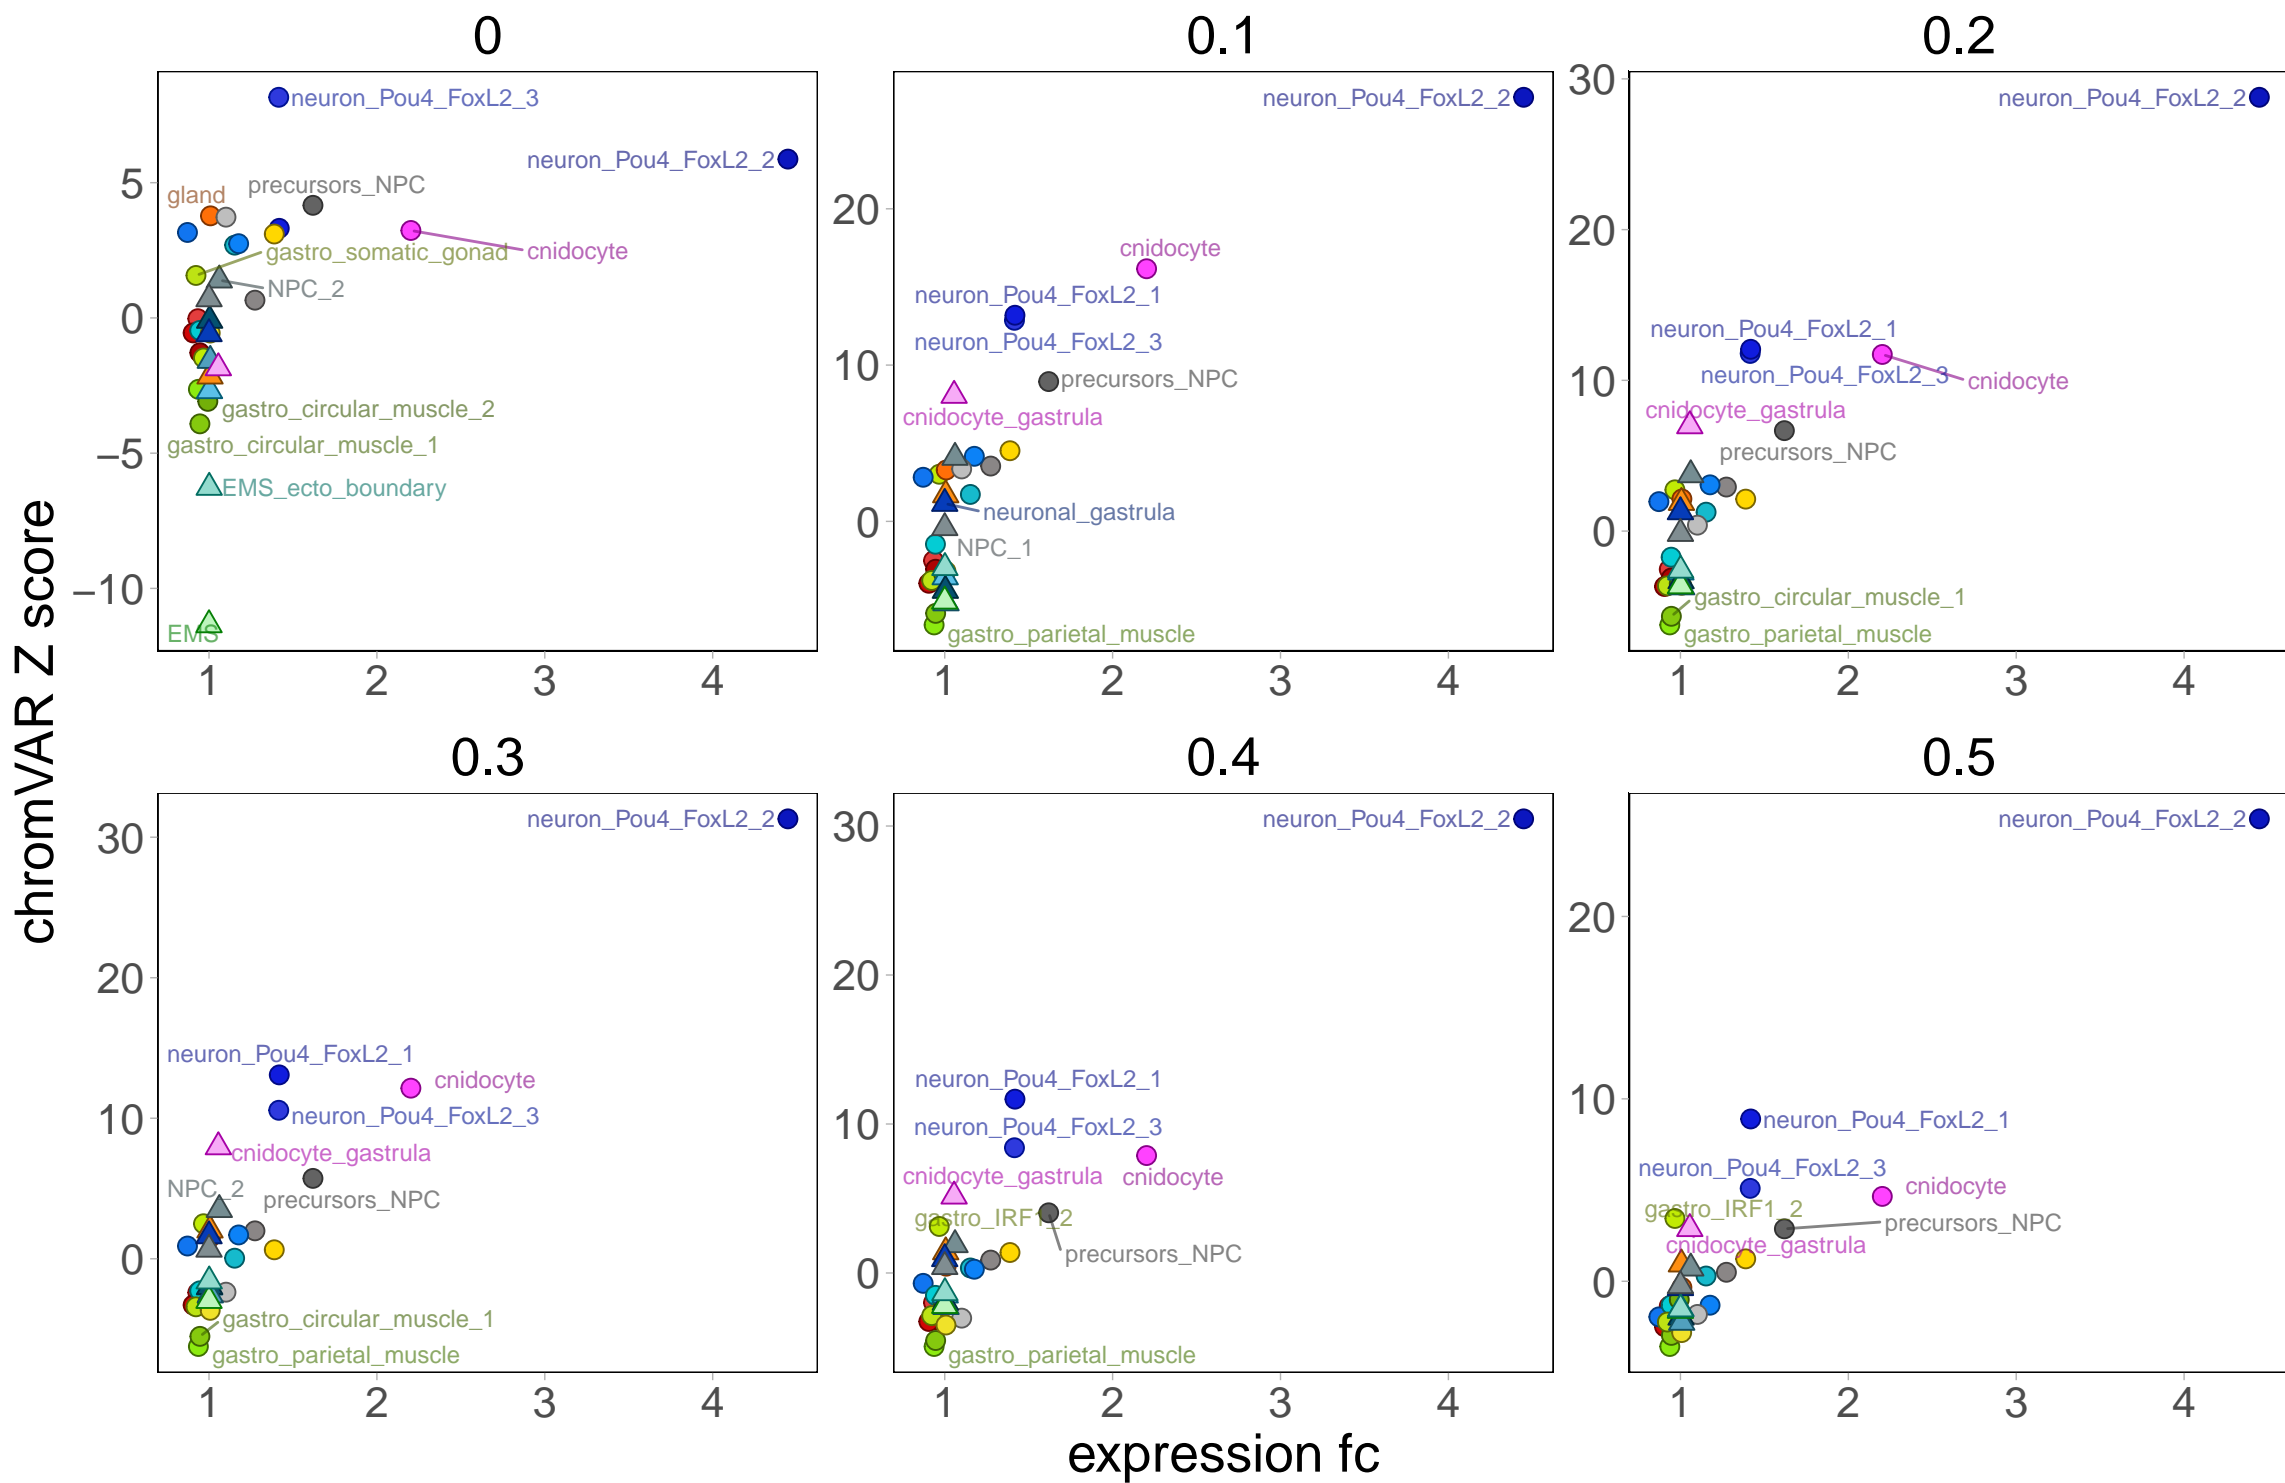 0
0.1
0.2
chromVAR Z score
5
0
−5
−10
neuron_Pou4_FoxL2_3
neuron_Pou4_FoxL2_2
gland
precursors_NPC
gastro_somatic_gonad
cnidocyte
NPC_2
gastro_circular_muscle_2
gastro_circular_muscle_1
EMS_ecto_boundary
EMS
1 2 3 4
20
10
0
neuron_Pou4_FoxL2_2
cnidocyte
neuron_Pou4_FoxL2_1
neuron_Pou4_FoxL2_3
precursors_NPC
cnidocyte_gastrula
neuronal_gastrula
NPC_1
gastro_parietal_muscle
1 2 3 4
30
20
10
0
neuron_Pou4_FoxL2_2
neuron_Pou4_FoxL2_1
neuron_Pou4_FoxL2_3
cnidocyte
cnidocyte_gastrula
precursors_NPC
gastro_circular_muscle_1
gastro_parietal_muscle
1 2 3 4
0.3
0.4
0.5
30
20
10
0
neuron_Pou4_FoxL2_2
neuron_Pou4_FoxL2_1
cnidocyte
neuron_Pou4_FoxL2_3
cnidocyte_gastrula
NPC_2
precursors_NPC
gastro_circular_muscle_1
gastro_parietal_muscle
1 2 3 4
30
20
10
0
neuron_Pou4_FoxL2_2
neuron_Pou4_FoxL2_1
neuron_Pou4_FoxL2_3
cnidocyte_gastrula
cnidocyte
gastro_IRF1_2
precursors_NPC
gastro_parietal_muscle
1 2 3 4
20
10
0
neuron_Pou4_FoxL2_2
neuron_Pou4_FoxL2_1
neuron_Pou4_FoxL2_3
cnidocyte
gastro_IRF1_2
precursors_NPC
cnidocyte_gastrula
1 2 3 4
expression fc